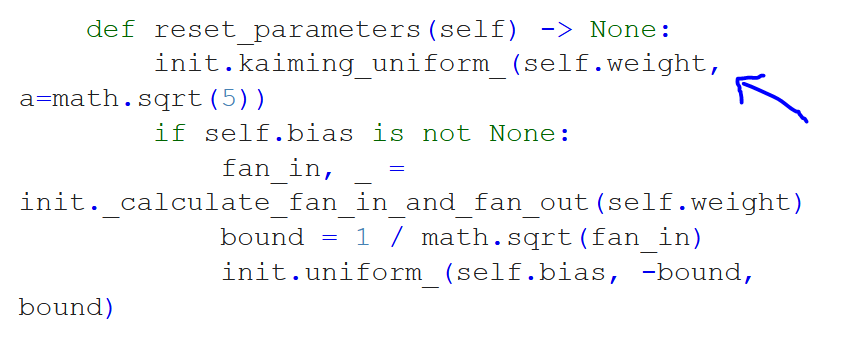 def reset_parameters(self) -> None:
init.kaiming_uniform_(self.weight,
a=math.sqrt(5))
if self.bias is not None:
fan_in, _ =
init._calculate_fan_in_and_fan_out(self.weight)
bound = 1 / math.sqrt(fan_in)
init.uniform_(self.bias, -bound,
bound)